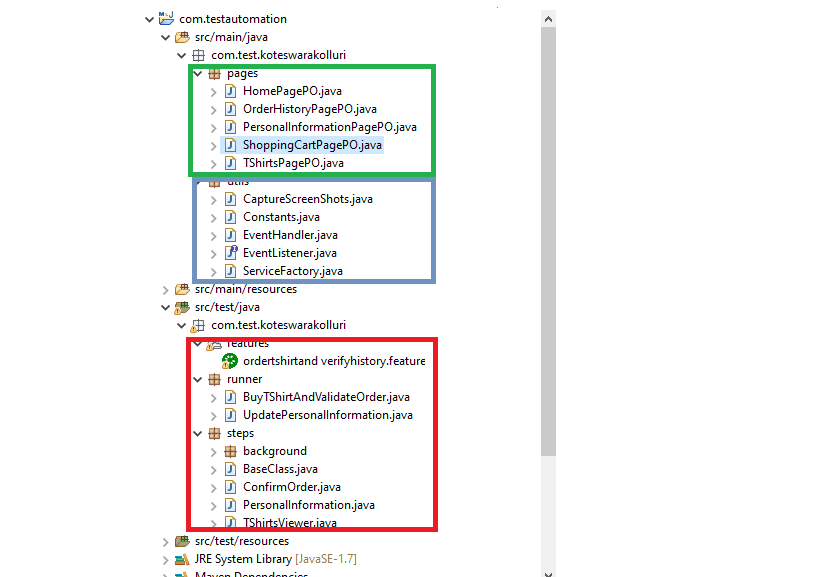 com.testautomation
src/main/java
com.test.koteswarakolluri
pages
HomePagePO.java
OrderHistoryPagePO.java
PersonalInformationPagePO.java
ShoppingCartPagePO.java
TShirtsPagePO.java
utils
CaptureScreenShots.java
Constants.java
EventHandler.java
EventListener.java
ServiceFactory.java
src/main/resources
src/test/java
com.test.koteswarakolluri
features
ordertshirtand verifyhistory.feature
runner
BuyTShirtAndValidateOrder.java
UpdatePersonalInformation.java
steps
background
BaseClass.java
ConfirmOrder.java
PersonalInformation.java
TShirtsViewer.java
src/test/resources
JRE System Library [JavaSE-1.7]
Maven Dependencies